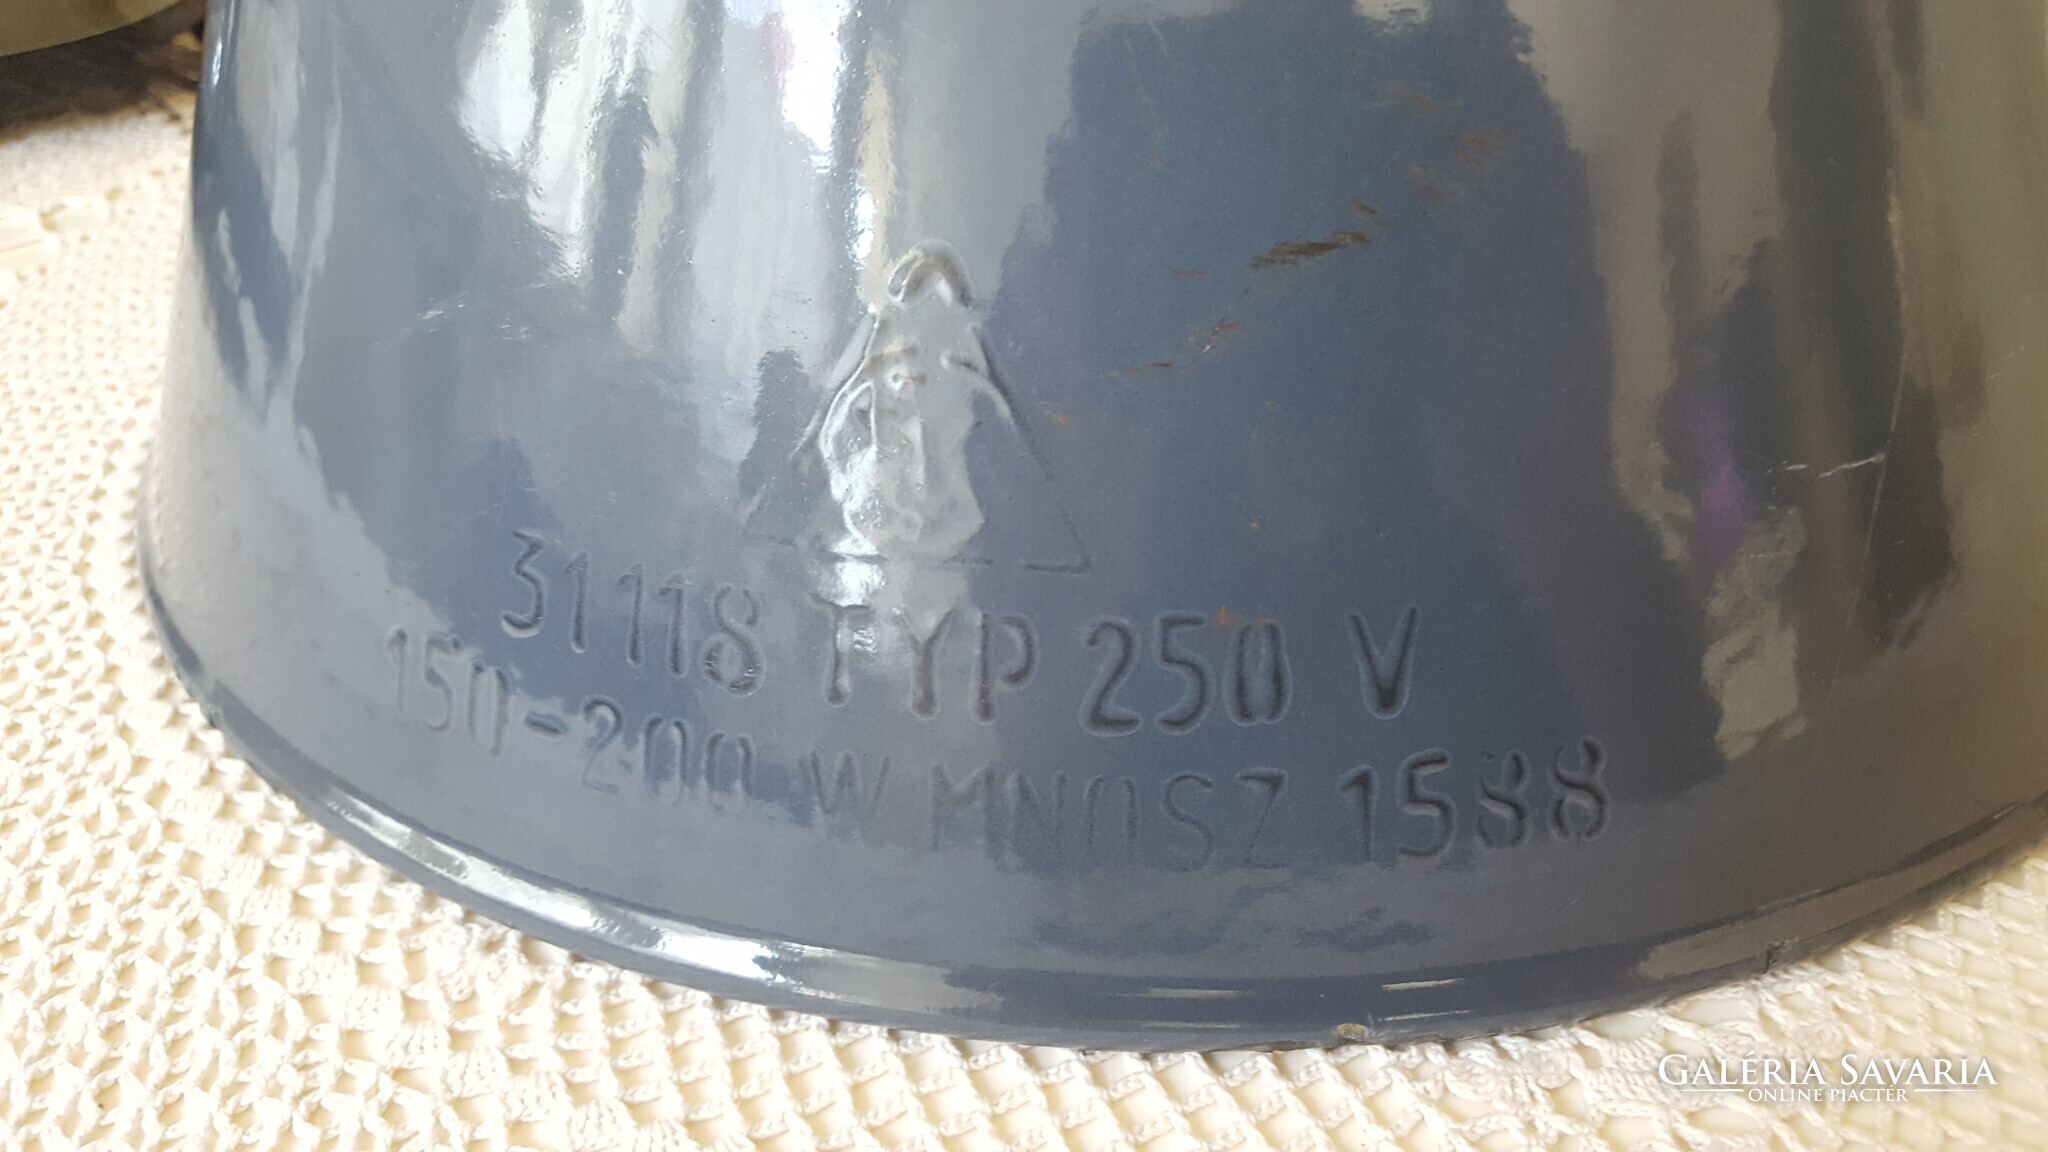 31118 TYP 250 V
150-200 W MNOSZ 1588
GALÉRIA SAVARIA
ONLINE PIACTÉR